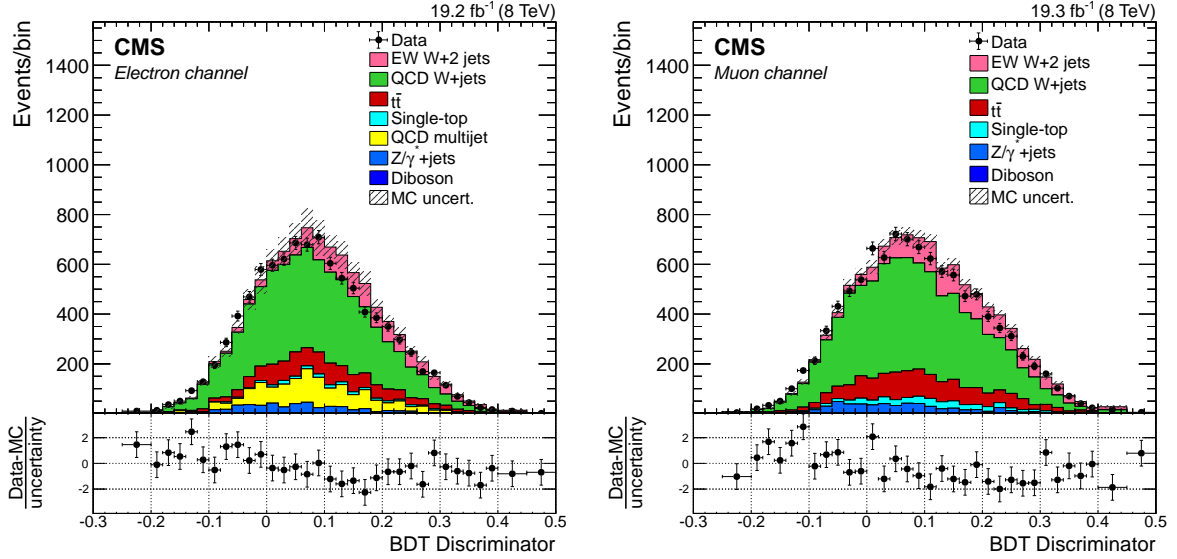 19.2 fb⁻¹ (8 TeV)
Events/bin
CMS
Electron channel
Data
EW W+2 jets
QCD W+jets
tt̄
Single-top
QCD multijet
Z/γ*+jets
Diboson
MC uncert.
1400
1200
1000
800
600
400
200
Data-MC
uncertainty
2
0
-2
-0.3 -0.2 -0.1 0 0.1 0.2 0.3 0.4 0.5
BDT Discriminator
19.3 fb⁻¹ (8 TeV)
Events/bin
CMS
Muon channel
Data
EW W+2 jets
QCD W+jets
tt̄
Single-top
Z/γ*+jets
Diboson
MC uncert.
1400
1200
1000
800
600
400
200
Data-MC
uncertainty
2
0
-2
-0.3 -0.2 -0.1 0 0.1 0.2 0.3 0.4 0.5
BDT Discriminator